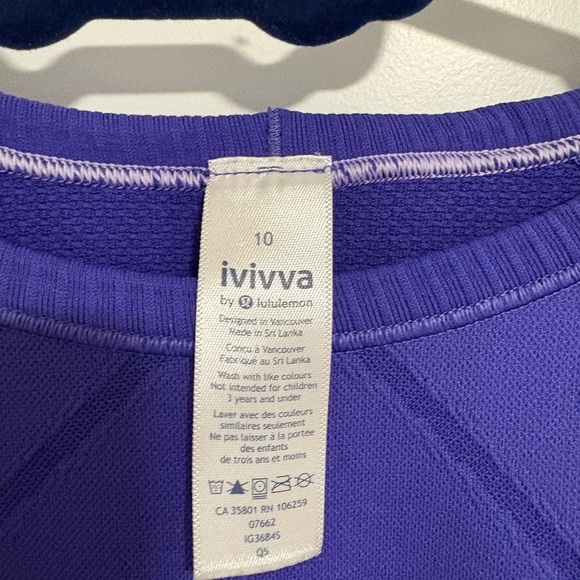 10
ivivva
by lululemon
Designed in Vancouver
Made in Sri Lanka
Conçu à Vancouver
Fabriqué au Sri Lanka
Wash with like colours
Not intended for children
3 years and under
Laver avec des couleurs
similaires seulement
Ne pas laisser à la portée
des enfants
de trois ans et moins
CA 35801 RN 106259
07662
IG3684S
Q5